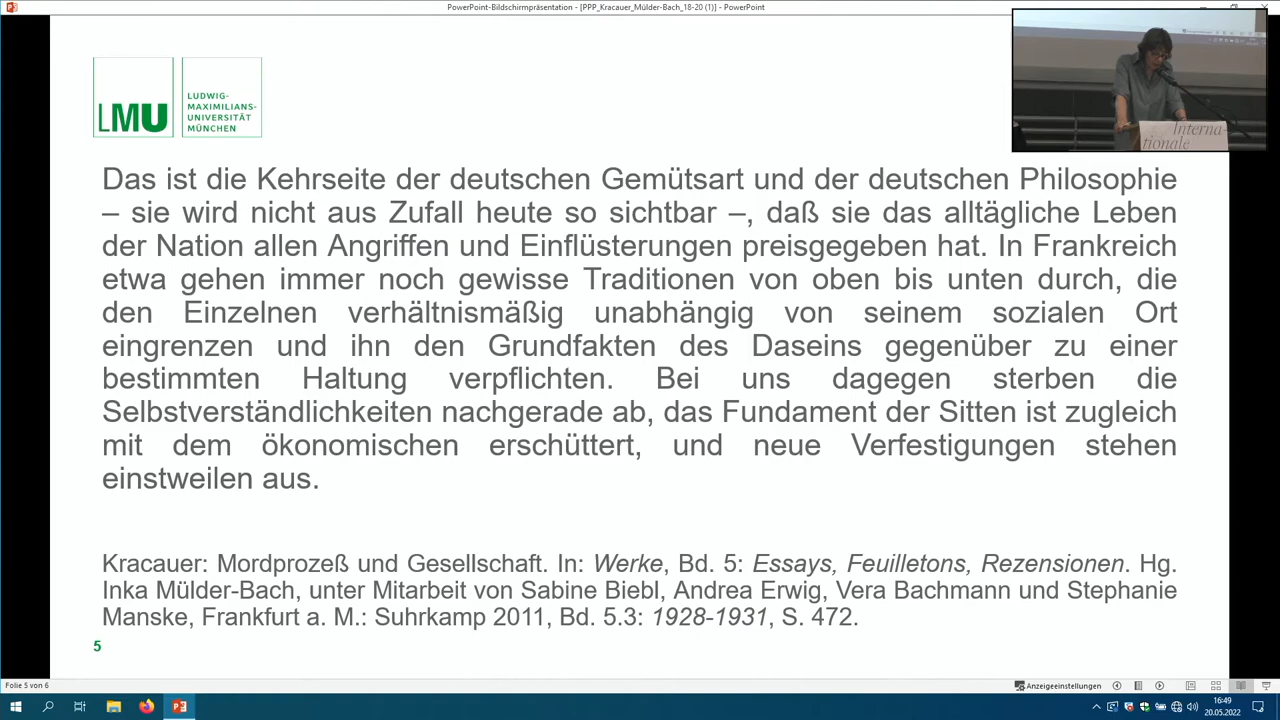 PowerPoint-Bildschirmpräsentation - [PPP_Kracauer_Mülder-Bach_18-20 (1)] - PowerPoint
LMU
LUDWIG-
MAXIMILIANS-
UNIVERSITÄT
MÜNCHEN
Interna-
tionale
Das ist die Kehrseite der deutschen Gemütsart und der deutschen Philosophie
– sie wird nicht aus Zufall heute so sichtbar –, daß sie das alltägliche Leben
der Nation allen Angriffen und Einflüsterungen preisgegeben hat. In Frankreich
etwa gehen immer noch gewisse Traditionen von oben bis unten durch, die
den Einzelnen verhältnismäßig unabhängig von seinem sozialen Ort
eingrenzen und ihn den Grundfakten des Daseins gegenüber zu einer
bestimmten Haltung verpflichten. Bei uns dagegen sterben die
Selbstverständlichkeiten nachgerade ab, das Fundament der Sitten ist zugleich
mit dem ökonomischen erschüttert, und neue Verfestigungen stehen
einstweilen aus.
Kracauer: Mordprozeß und Gesellschaft. In: Werke, Bd. 5: Essays, Feuilletons, Rezensionen. Hg.
Inka Mülder-Bach, unter Mitarbeit von Sabine Biebl, Andrea Erwig, Vera Bachmann und Stephanie
Manske, Frankfurt a. M.: Suhrkamp 2011, Bd. 5.3: 1928-1931, S. 472.
5
Folie 5 von 6
Anzeigeeinstellungen
16:49
20.05.2022